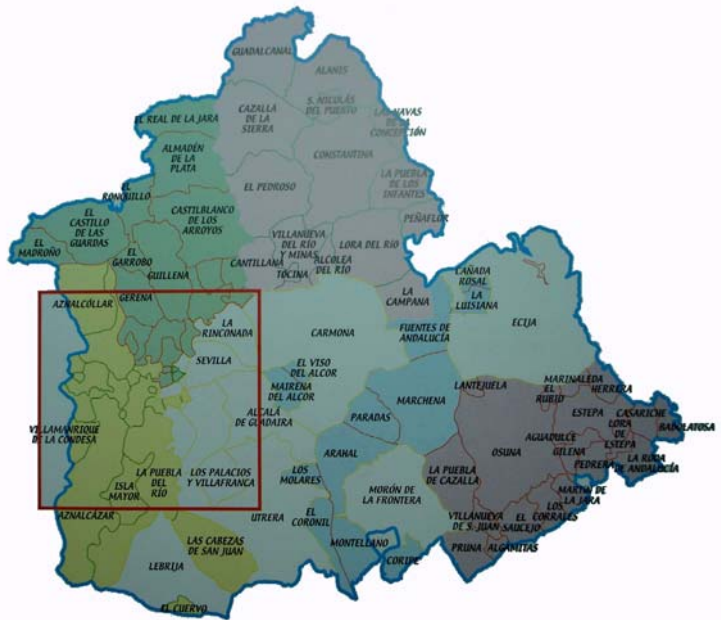 GUADALCANAL
ALANIS
EL REAL DE LA JARA
CAZALLA
DE LA
SIERRA
S. NICOLÁS
DEL PUERTO
LAS NAVAS
DE LA
CONCEPCIÓN
ALMADÉN
DE LA
PLATA
CONSTANTINA
LA PUEBLA
DE LOS
INFANTES
EL
RONQUILLO
EL PEDROSO
PEÑAFLOR
EL
CASTILLO
DE LAS
GUARDAS
CASTILBLANCO
DE LOS
ARROYOS
EL
MADROÑO
EL
GARROBO
GUILLENA
CANTILLANA
VILLANUEVA
DEL RÍO
Y MINAS
TOCINA
ALCOLEA
DEL RÍO
LORA DEL RÍO
AZNALCÓLLAR
GERENA
LA
RINCONADA
CARMONA
LA
CAMPANA
FUENTES DE
ANDALUCÍA
CAÑADA
ROSAL
LA
LUISIANA
ECIJA
SEVILLA
EL VISO
DEL ALCOR
MAIRENA
DEL ALCOR
MARCHENA
LANTEJUELA
MARINALEDA
EL
RUBIO
HERRERA
ESTEPA
CASARICHE
LORA
DE
ESTEPA
BADOLATOSA
VILLAMANRIQUE
DE LA CONDESA
ALCALÁ
DE GUADAIRA
PARADAS
ARAHAL
OSUNA
AGUADULCE
GILENA
PEDRERA
LA RODA
DE ANDALUCÍA
ISLA
MAYOR
LA PUEBLA
DEL
RÍO
LOS PALACIOS
Y VILLAFRANCA
LOS
MOLARES
MORÓN DE
LA FRONTERA
LA PUEBLA
DE CAZALLA
MARTÍN DE
LA JARA
LOS
CORRALES
AZNALCÁZAR
UTRERA
EL
CORONIL
VILLANUEVA
DE S. JUAN
EL
SAUCEJO
LAS CABEZAS
DE SAN JUAN
MONTELLANO
CORIPE
PRUNA
ALGÁMITAS
LEBRIJA
EL CUERVO